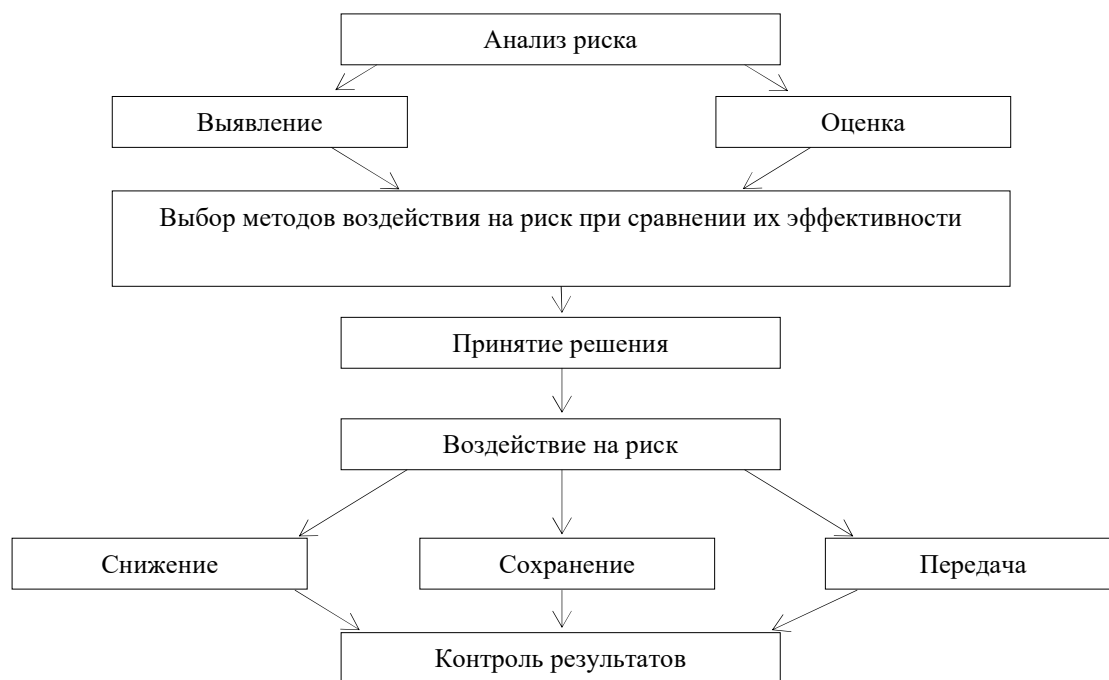 Анализ риска
Выявление
Оценка
Выбор методов воздействия на риск при сравнении их эффективности
Принятие решения
Воздействие на риск
Снижение
Сохранение
Передача
Контроль результатов